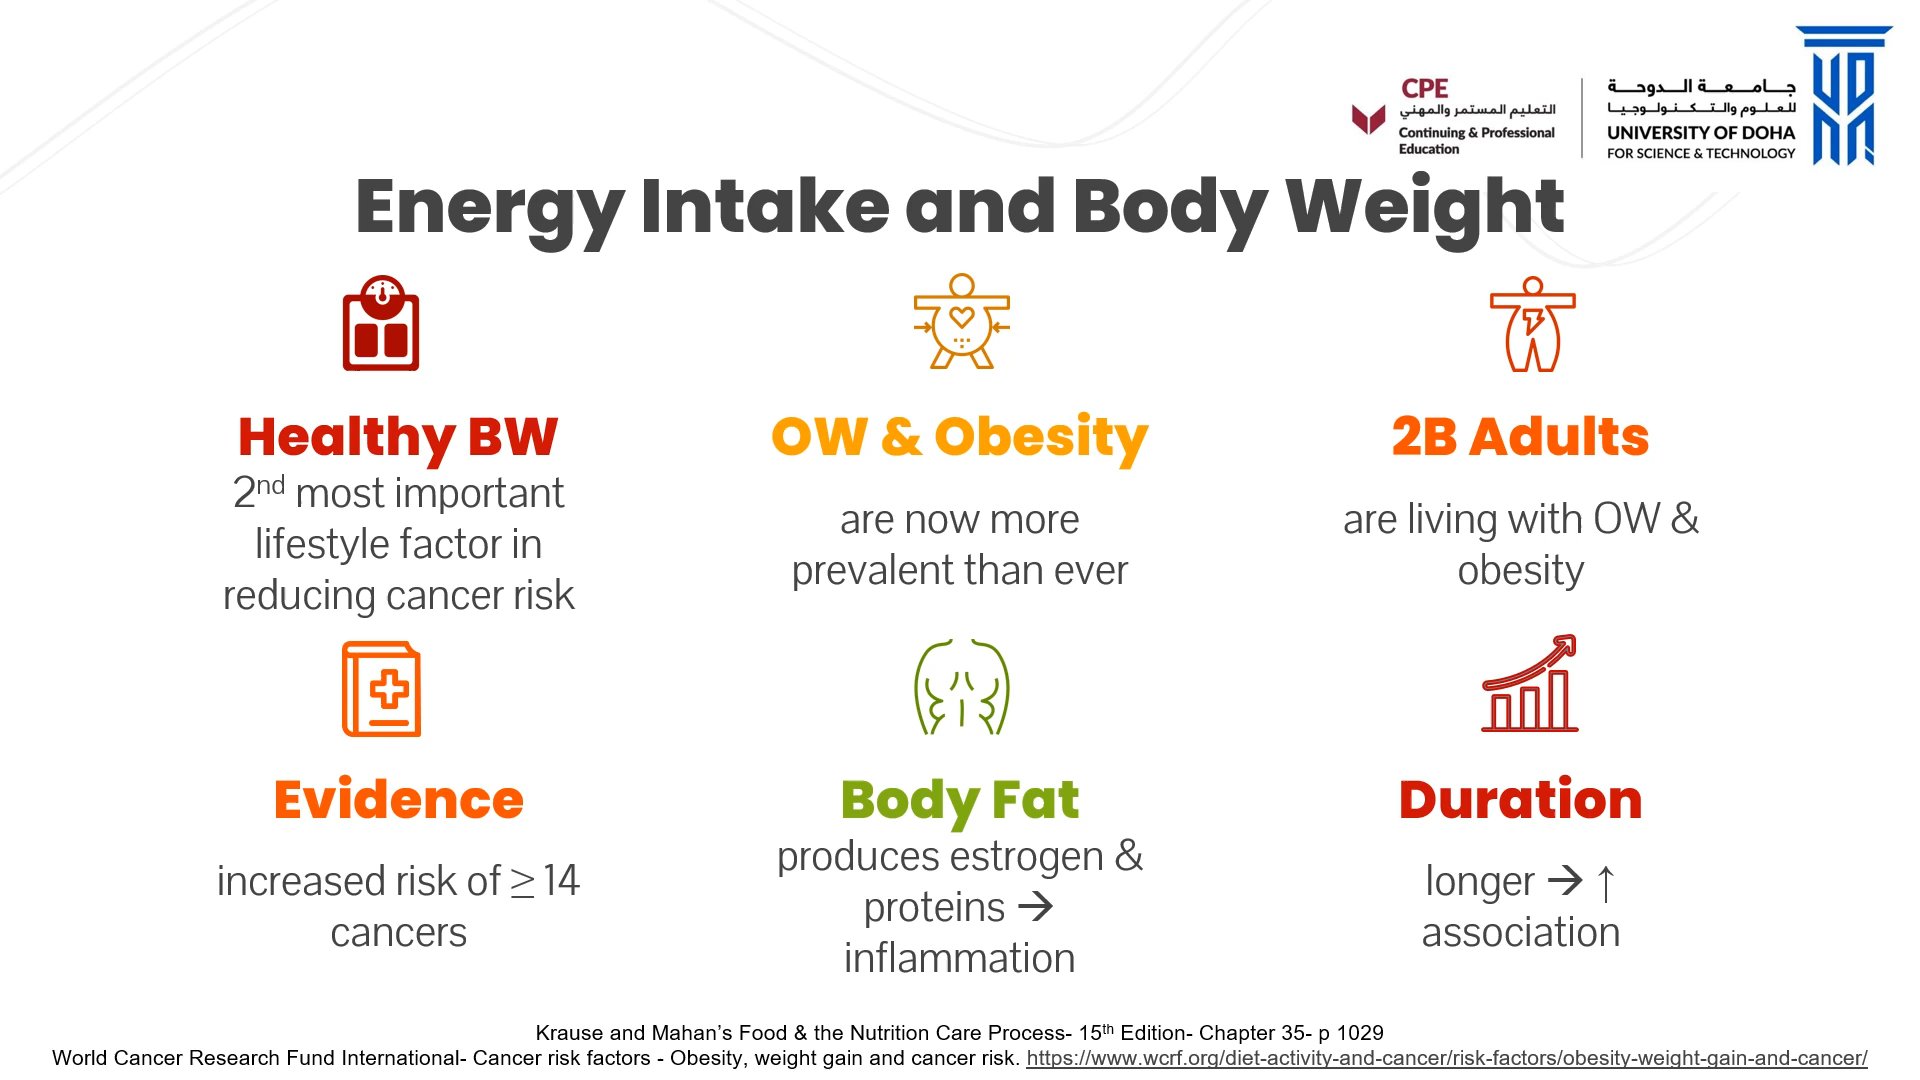 CPE
التعليم المستمر والمهني
Continuing & Professional
Education
جــامــعــة الــدوحــة
للعلـوم والـتـكـنـولـوجـيـا
UNIVERSITY OF DOHA
FOR SCIENCE & TECHNOLOGY
Energy Intake and Body Weight
Healthy BW
2nd most important
lifestyle factor in
reducing cancer risk
OW & Obesity
are now more
prevalent than ever
2B Adults
are living with OW &
obesity
Evidence
increased risk of ≥ 14
cancers
Body Fat
produces estrogen &
proteins →
inflammation
Duration
longer → ↑
association
Krause and Mahan’s Food & the Nutrition Care Process- 15th Edition- Chapter 35- p 1029
World Cancer Research Fund International- Cancer risk factors - Obesity, weight gain and cancer risk. https://www.wcrf.org/diet-activity-and-cancer/risk-factors/obesity-weight-gain-and-cancer/